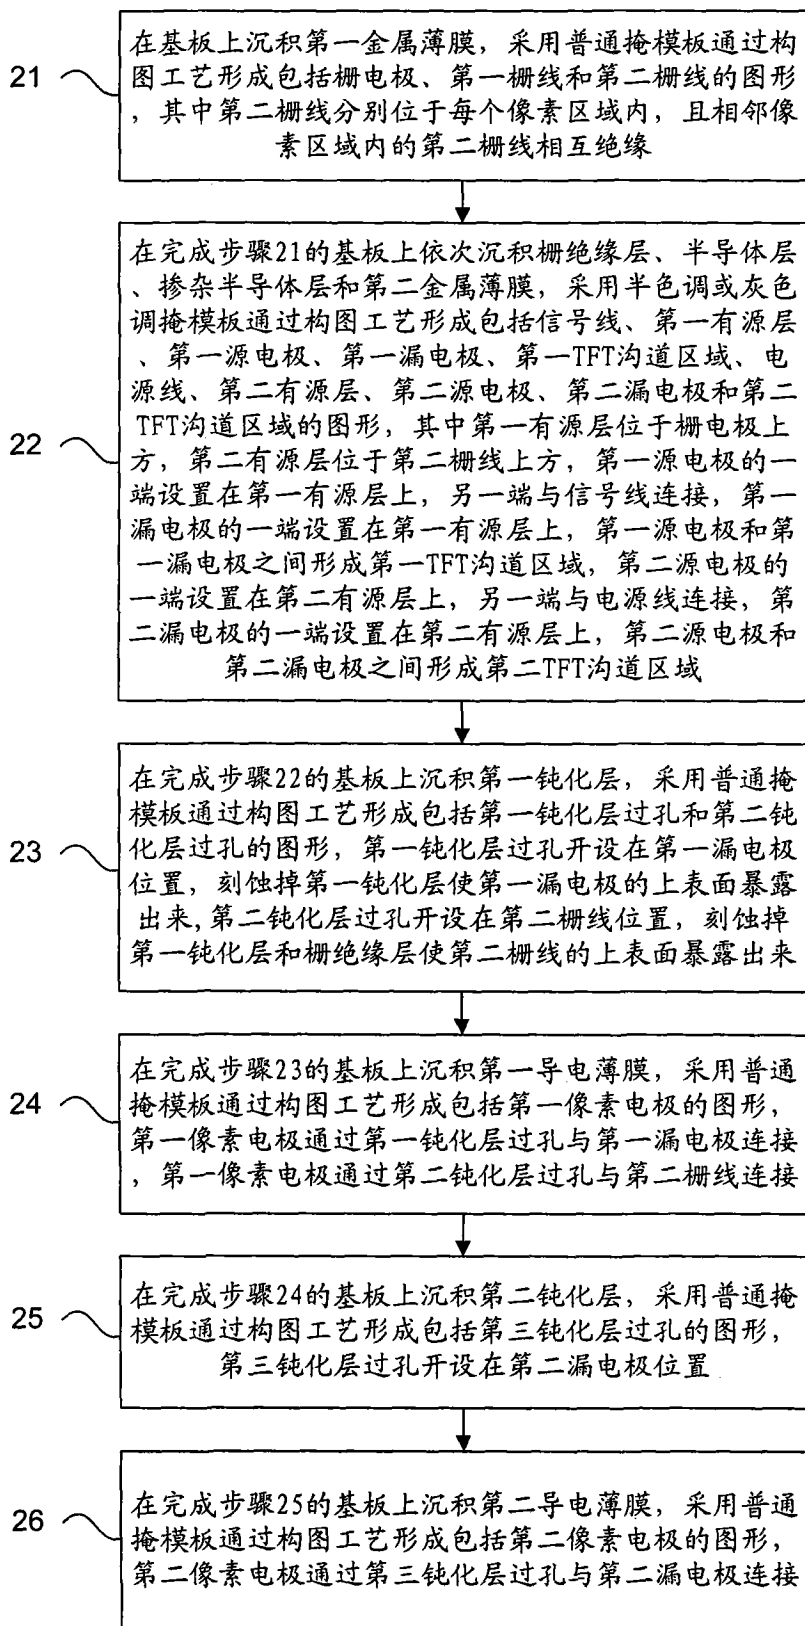 21
在基板上沉积第一金属薄膜，采用普通掩模板通过构
图工艺形成包括栅电极、第一栅线和第二栅线的图形
，其中第二栅线分别位于每个像素区域内，且相邻像
素区域内的第二栅线相互绝缘
22
在完成步骤21的基板上依次沉积栅绝缘层、半导体层
、掺杂半导体层和第二金属薄膜，采用半色调或灰色
调掩模板通过构图工艺形成包括信号线、第一有源层
、第一源电极、第一漏电极、第一TFT沟道区域、电
源线、第二有源层、第二源电极、第二漏电极和第二
TFT沟道区域的图形，其中第一有源层位于栅电极上
方，第二有源层位于第二栅线上方，第一源电极的一
端设置在第一有源层上，另一端与信号线连接，第一
漏电极的一端设置在第一有源层上，第一源电极和第
一漏电极之间形成第一TFT沟道区域，第二源电极的
一端设置在第二有源层上，另一端与电源线连接，第
二漏电极的一端设置在第二有源层上，第二源电极和
第二漏电极之间形成第二TFT沟道区域
23
在完成步骤22的基板上沉积第一钝化层，采用普通掩
模板通过构图工艺形成包括第一钝化层过孔和第二钝
化层过孔的图形，第一钝化层过孔开设在第一漏电极
位置，刻蚀掉第一钝化层使第一漏电极的上表面暴露
出来,第二钝化层过孔开设在第二栅线位置，刻蚀掉
第一钝化层和栅绝缘层使第二栅线的上表面暴露出来
24
在完成步骤23的基板上沉积第一导电薄膜，采用普通
掩模板通过构图工艺形成包括第一像素电极的图形，
第一像素电极通过第一钝化层过孔与第一漏电极连接
，第一像素电极通过第二钝化层过孔与第二栅线连接
25
在完成步骤24的基板上沉积第二钝化层，采用普通掩
模板通过构图工艺形成包括第三钝化层过孔的图形，
第三钝化层过孔开设在第二漏电极位置
26
在完成步骤25的基板上沉积第二导电薄膜，采用普通
掩模板通过构图工艺形成包括第二像素电极的图形，
第二像素电极通过第三钝化层过孔与第二漏电极连接